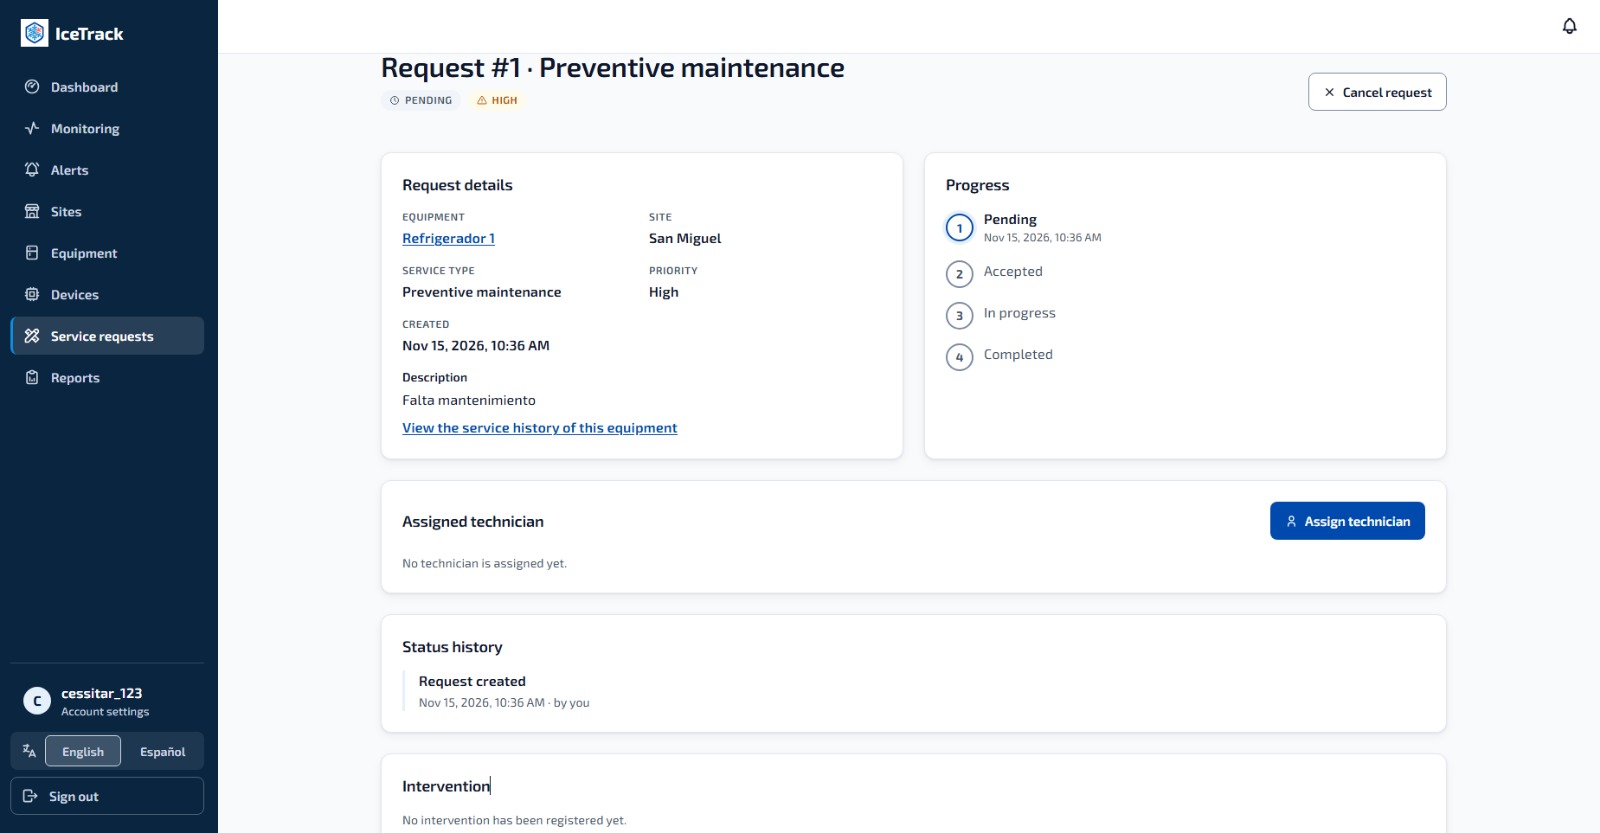 IceTrack
Dashboard
Monitoring
Alerts
Sites
Equipment
Devices
Service requests
Reports
C
cessitar_123
Account settings
English Español
Sign out
Request #1 · Preventive maintenance
PENDING HIGH
Cancel request
Request details
EQUIPMENT SITE
Refrigerador 1 San Miguel
SERVICE TYPE PRIORITY
Preventive maintenance High
CREATED
Nov 15, 2026, 10:36 AM
Description
Falta mantenimiento
View the service history of this equipment
Progress
1 Pending
Nov 15, 2026, 10:36 AM
2 Accepted
3 In progress
4 Completed
Assigned technician
Assign technician
No technician is assigned yet.
Status history
Request created
Nov 15, 2026, 10:36 AM · by you
Intervention
No intervention has been registered yet.